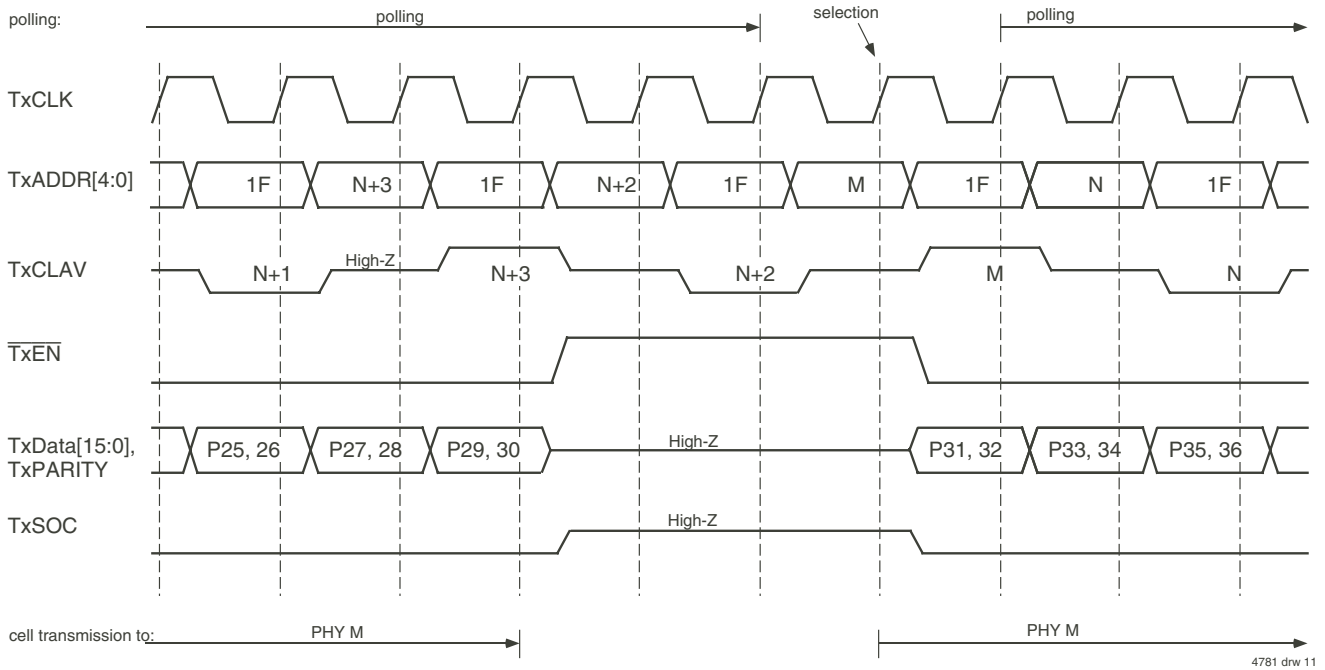 polling: polling selection polling
TxCLK
TxADDR[4:0] 1F N+3 1F N+2 1F M 1F N 1F
TxCLAV N+1 High-Z N+3 N+2 M N
TxEN
TxData[15:0], TxPARITY P25, 26 P27, 28 P29, 30 High-Z P31, 32 P33, 34 P35, 36
TxSOC High-Z
cell transmission to: PHY M PHY M
4781 drw 11